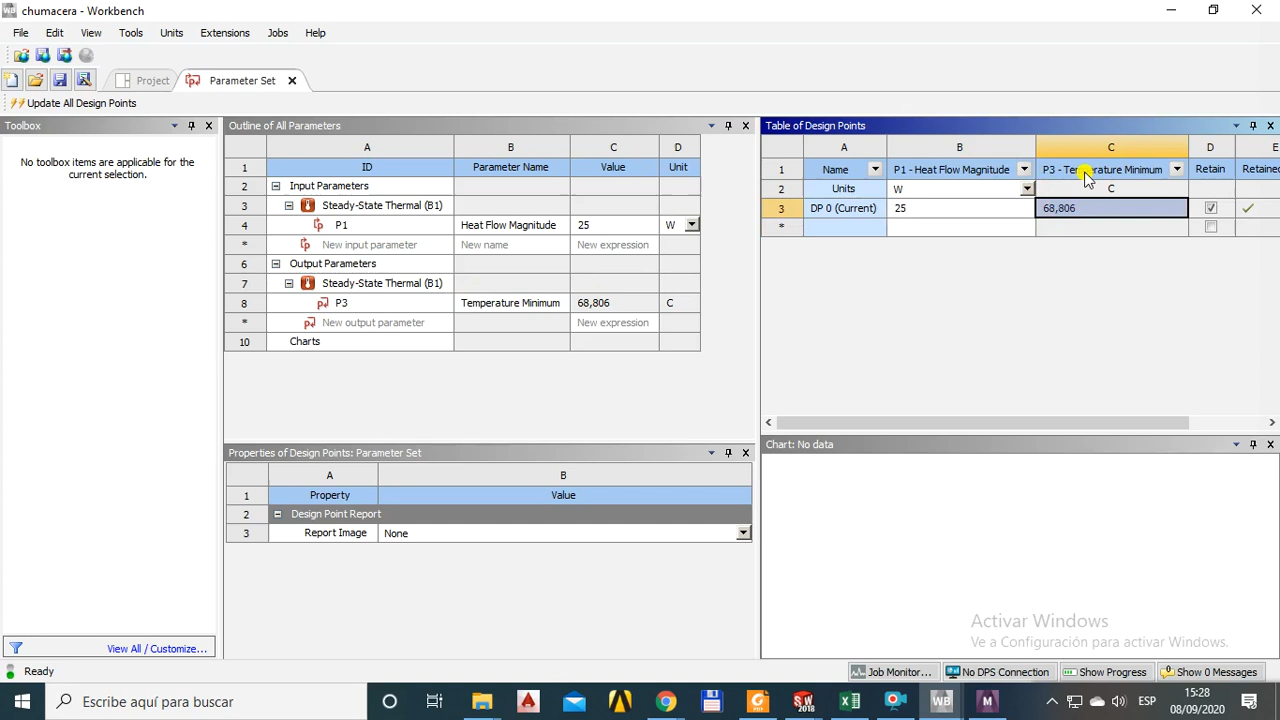 chumacera - Workbench
File Edit View Tools Units Extensions Jobs Help
Project Parameter Set
Update All Design Points
Toolbox
No toolbox items are applicable for the
current selection.
View All / Customize...
Outline of All Parameters
A B C D
1 ID Parameter Name Value Unit
2 Input Parameters
3 Steady-State Thermal (B1)
4 P1 Heat Flow Magnitude 25 W
* New input parameter New name New expression
6 Output Parameters
7 Steady-State Thermal (B1)
8 P3 Temperature Minimum 68,806 C
* New output parameter New expression
10 Charts
Properties of Design Points: Parameter Set
A B
1 Property Value
2 Design Point Report
3 Report Image None
Table of Design Points
A B C D E
1 Name P1 - Heat Flow Magnitude P3 - Temperature Minimum Retain Retained
2 Units W C
3 DP 0 (Current) 25 68,806
*
Chart: No data
Activar Windows
Ve a Configuración para activar Windows.
Ready Job Monitor... No DPS Connection Show Progress Show 0 Messages
Escribe aquí para buscar
ESP
15:28
08/09/2020